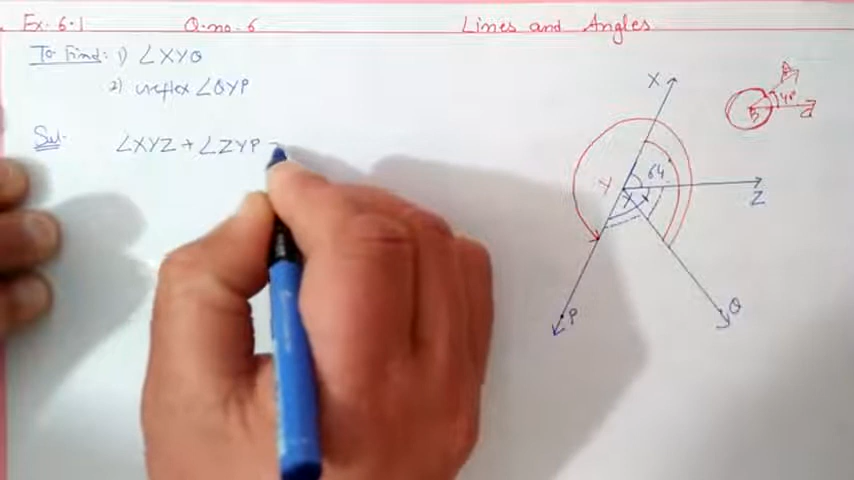 Ex. 6.1 Q.no. 6 Lines and Angles
To Find: 1) ∠XYQ
2) reflex ∠QYP
Sol. ∠XYZ + ∠ZYP =
X
A
B
C
64
Y
Z
P
Q